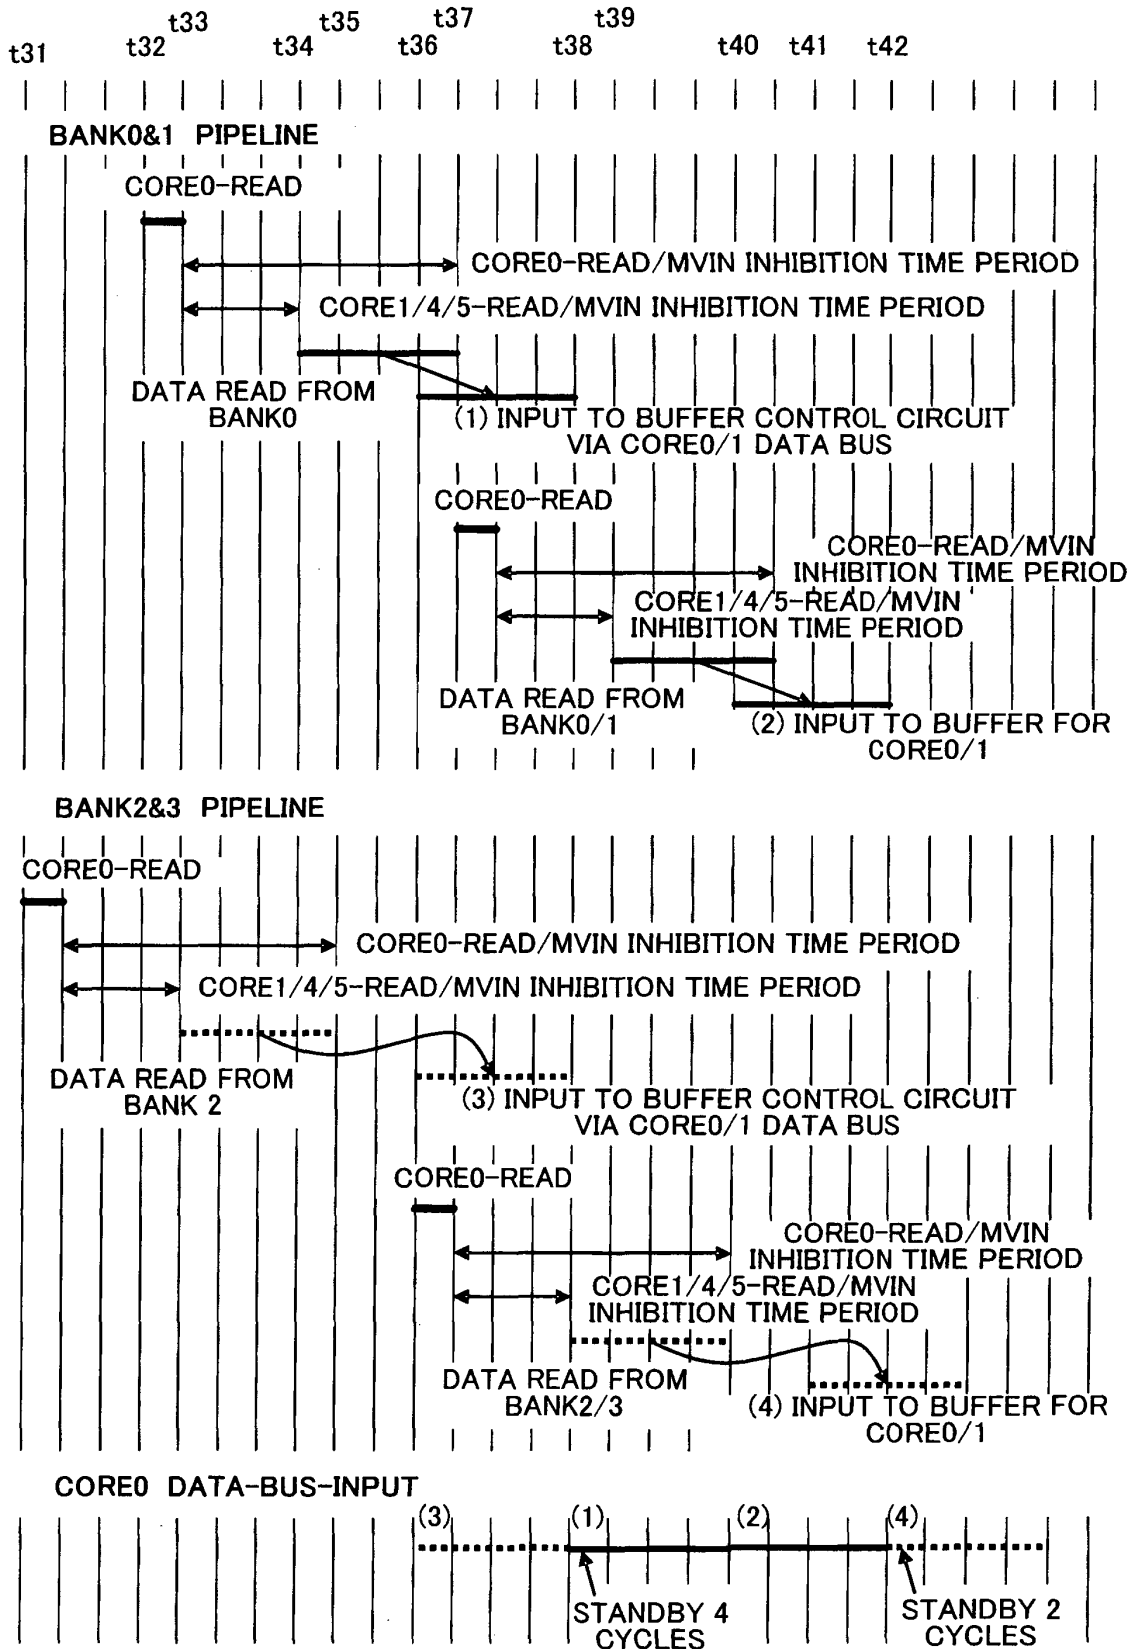 t33 t35 t37 t39
t31 t32 t34 t36 t38 t40 t41 t42
BANK0&1 PIPELINE
CORE0-READ
CORE0-READ/MVIN INHIBITION TIME PERIOD
CORE1/4/5-READ/MVIN INHIBITION TIME PERIOD
DATA READ FROM
BANK0
(1) INPUT TO BUFFER CONTROL CIRCUIT
VIA CORE0/1 DATA BUS
CORE0-READ
CORE0-READ/MVIN
INHIBITION TIME PERIOD
CORE1/4/5-READ/MVIN
INHIBITION TIME PERIOD
DATA READ FROM
BANK0/1
(2) INPUT TO BUFFER FOR
CORE0/1
BANK2&3 PIPELINE
CORE0-READ
CORE0-READ/MVIN INHIBITION TIME PERIOD
CORE1/4/5-READ/MVIN INHIBITION TIME PERIOD
DATA READ FROM
BANK 2
(3) INPUT TO BUFFER CONTROL CIRCUIT
VIA CORE0/1 DATA BUS
CORE0-READ
CORE0-READ/MVIN
INHIBITION TIME PERIOD
CORE1/4/5-READ/MVIN
INHIBITION TIME PERIOD
DATA READ FROM
BANK2/3
(4) INPUT TO BUFFER FOR
CORE0/1
CORE0 DATA-BUS-INPUT
(3) (1) (2) (4)
STANDBY 4
CYCLES
STANDBY 2
CYCLES